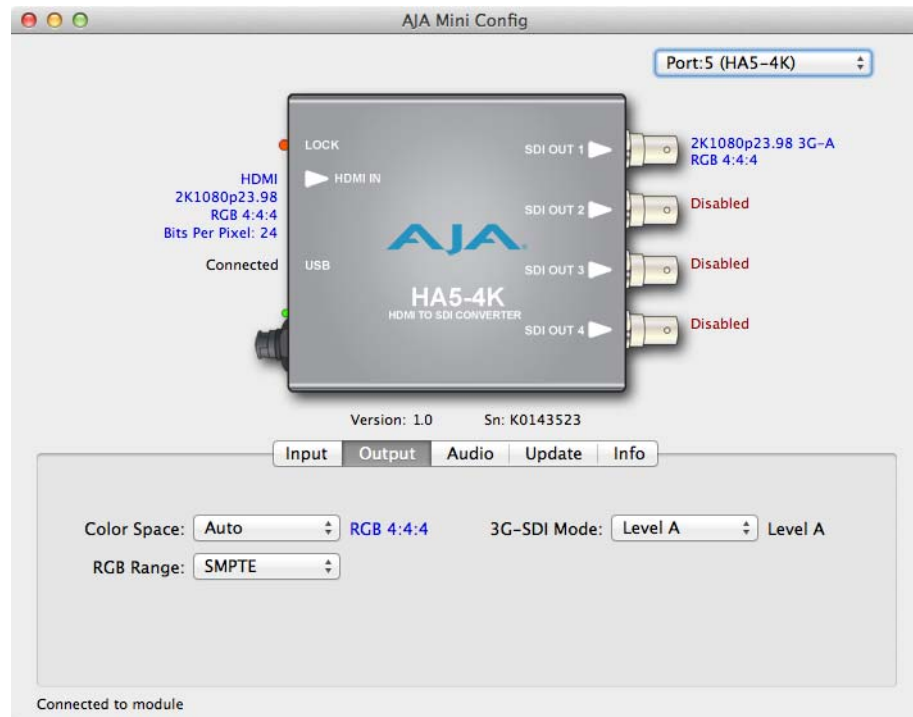 AJA Mini Config
Port:5 (HA5-4K)
LOCK
HDMI IN
USB
HDMI
2K1080p23.98
RGB 4:4:4
Bits Per Pixel: 24
Connected
AJA
HA5-4K
HDMI TO SDI CONVERTER
SDI OUT 1
2K1080p23.98 3G-A
RGB 4:4:4
SDI OUT 2
Disabled
SDI OUT 3
Disabled
SDI OUT 4
Disabled
Version: 1.0 Sn: K0143523
Input Output Audio Update Info
Color Space: Auto RGB 4:4:4 3G-SDI Mode: Level A Level A
RGB Range: SMPTE
Connected to module